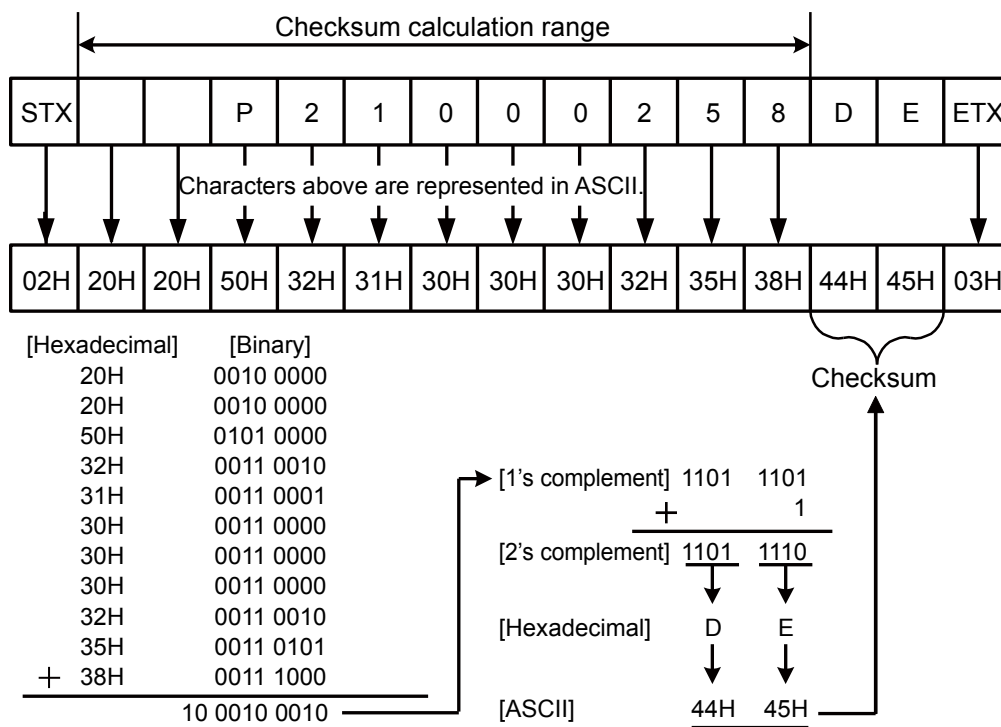 Checksum calculation range
STX P 2 1 0 0 0 2 5 8 D E ETX
Characters above are represented in ASCII.
02H 20H 20H 50H 32H 31H 30H 30H 30H 32H 35H 38H 44H 45H 03H
[Hexadecimal] [Binary]
20H 0010 0000
20H 0010 0000
50H 0101 0000
32H 0011 0010
31H 0011 0001
30H 0011 0000
30H 0011 0000
30H 0011 0000
32H 0011 0010
35H 0011 0101
+ 38H 0011 1000
10 0010 0010
Checksum
[1's complement] 1101 1101
+ 1
[2's complement] 1101 1110
[Hexadecimal] D E
[ASCII] 44H 45H